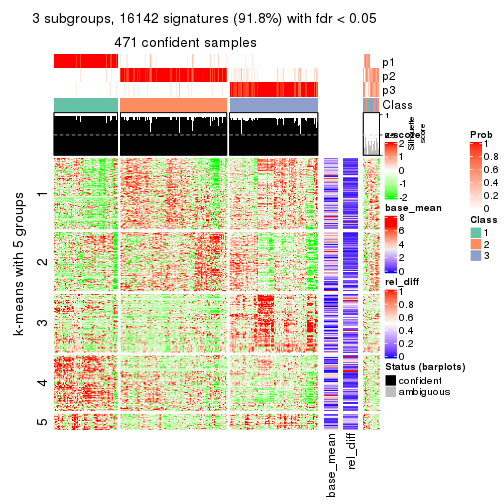 3 subgroups, 16142 signatures (91.8%) with fdr < 0.05
471 confident samples
p1
p2
p3
Class
1
Silhouette
score
z-score
2
1
0
-1
-2
base_mean
8
6
4
2
0
rel_diff
1
0.8
0.6
0.4
0.2
0
Status (barplots)
confident
ambiguous
Prob
1
0.8
0.6
0.4
0.2
0
Class
1
2
3
k-means with 5 groups
1
2
3
4
5
base_mean
rel_diff